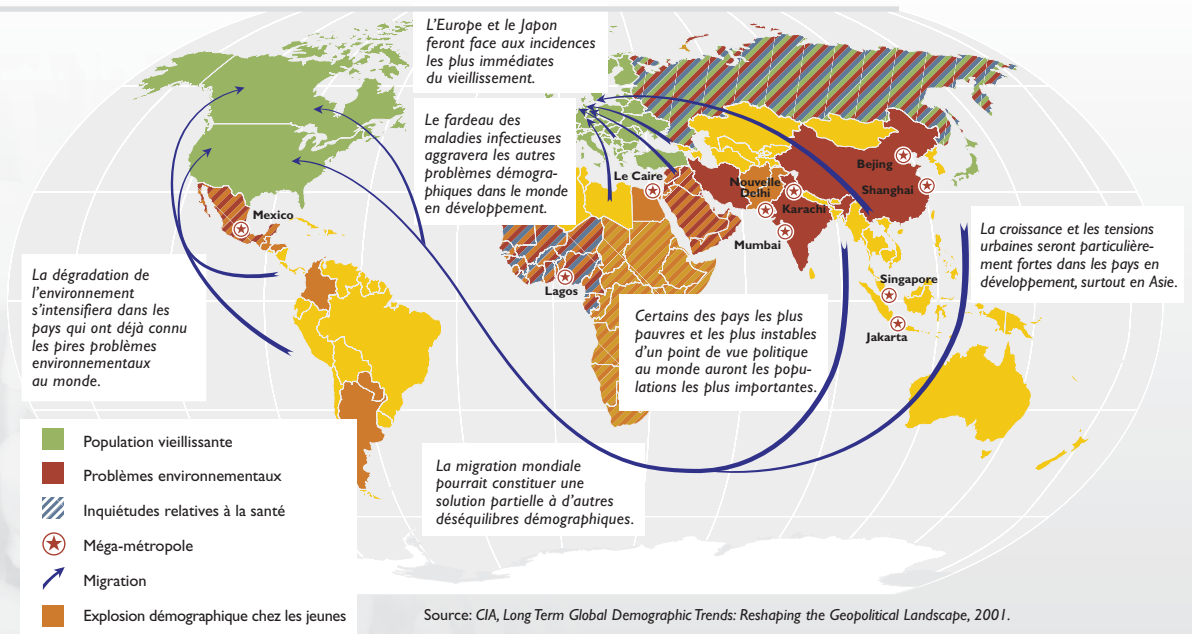 L'Europe et le Japon
feront face aux incidences
les plus immédiates
du vieillissement.
Le fardeau des
maladies infectieuses
aggravera les autres
problèmes démogra-
phiques dans le monde
en développement.
Le Caire
Nouvelle
Delhi
Karachi
Mumbai
Bejing
Shanghai
Mexico
Lagos
Singapore
Jakarta
La croissance et les tensions
urbaines seront particulière-
ment fortes dans les pays en
développement, surtout en Asie.
La dégradation de
l'environnement
s'intensifiera dans les
pays qui ont déjà connu
les pires problèmes
environnementaux
au monde.
Certains des pays les plus
pauvres et les plus instables
d'un point de vue politique
au monde auront les popu-
lations les plus importantes.
La migration mondiale
pourrait constituer une
solution partielle à d'autres
déséquilibres démographiques.
Population vieillissante
Problèmes environnementaux
Inquiétudes relatives à la santé
Méga-métropole
Migration
Explosion démographique chez les jeunes
Source: CIA, Long Term Global Demographic Trends: Reshaping the Geopolitical Landscape, 2001.